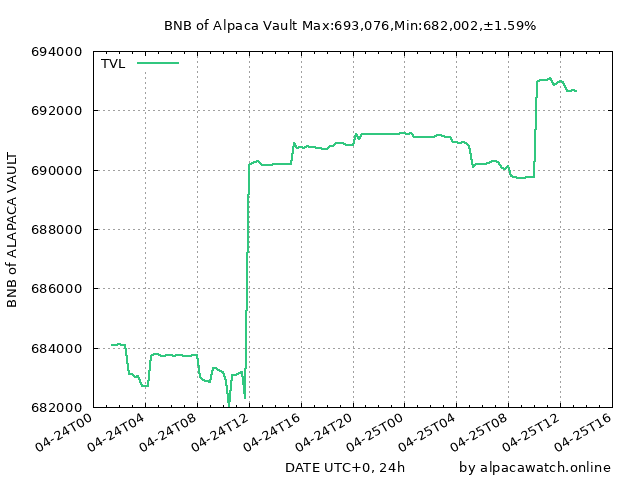 BNB of Alpaca Vault Max:693,076,Min:682,002,±1.59%
694000
TVL
692000
690000
688000
686000
684000
682000
BNB of ALAPACA VAULT
04-24T00
04-24T04
04-24T08
04-24T12
04-24T16
04-24T20
04-25T00
04-25T04
04-25T08
04-25T12
04-25T16
DATE UTC+0, 24h
by alpacawatch.online